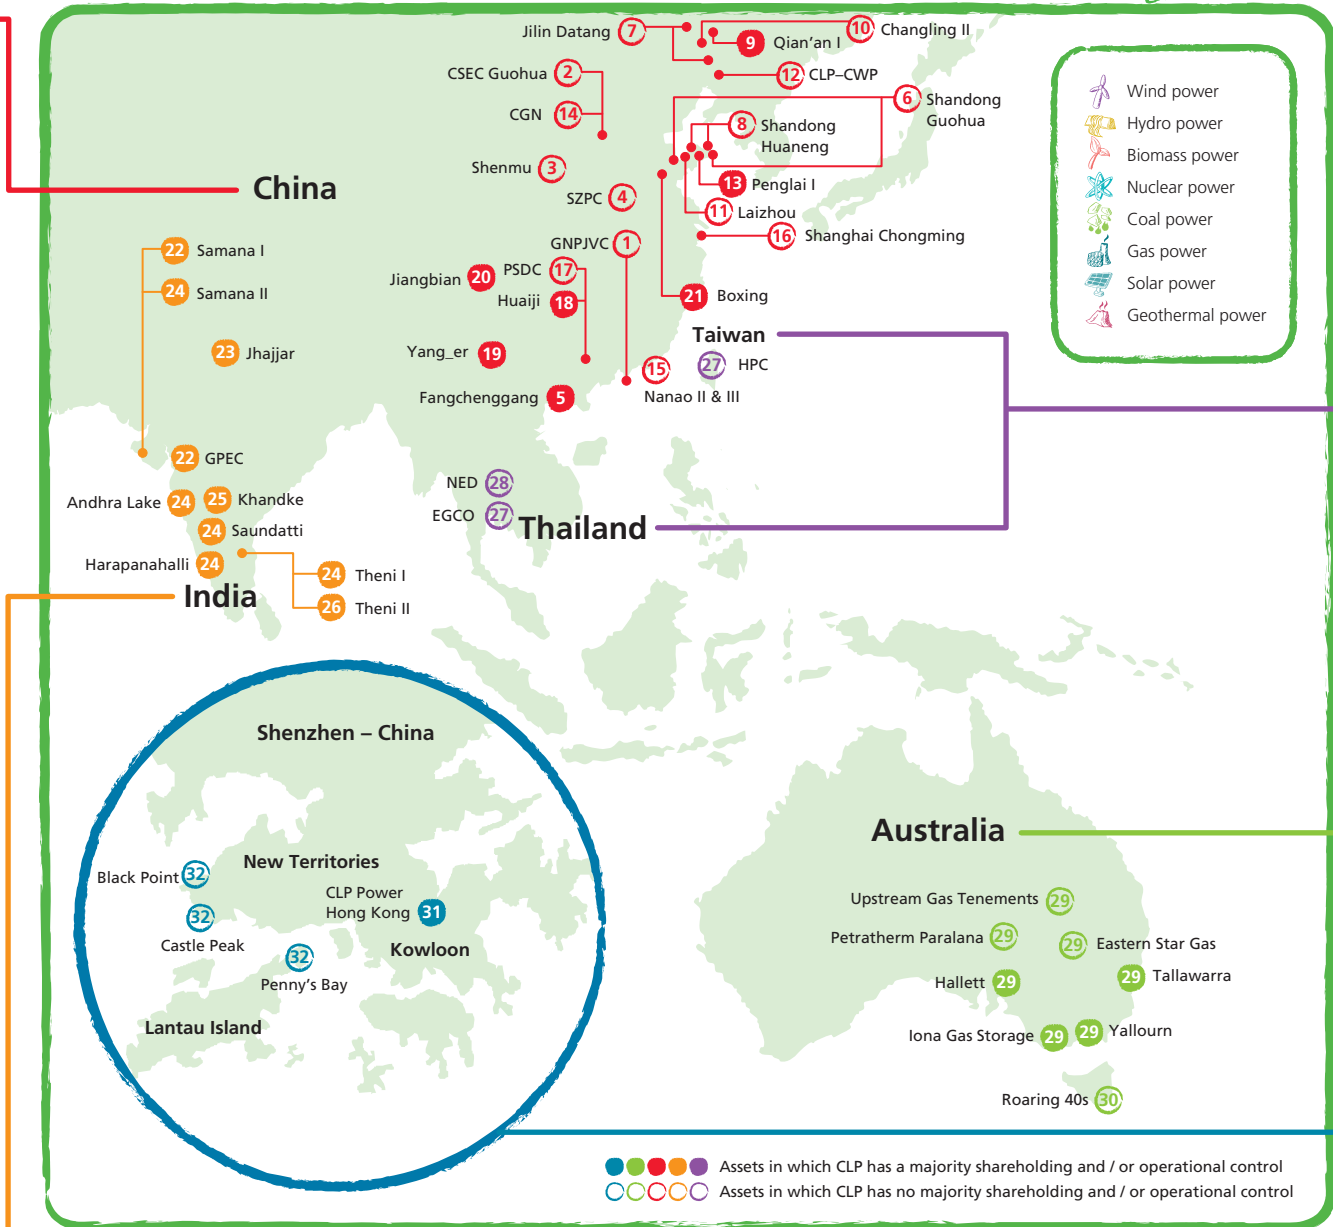 Jilin Datang 7
10 Changling II
9 Qian'an I
CSEC Guohua 2
12 CLP–CWP
6 Shandong
Guohua
CGN 14
8 Shandong
Huaneng
Shenmu 3
13 Penglai I
China
SZPC 4
11 Laizhou
GNPJVC 1
16 Shanghai Chongming
22 Samana I
24 Samana II
Jiangbian 20
PSDC 17
Huaiji 18
21 Boxing
Taiwan
23 Jhajjar
Yang_er 19
15
Nanao II & III
27 HPC
Fangchenggang 5
22 GPEC
Andhra Lake 24
25 Khandke
24 Saundatti
Harapanahalli 24
NED 28
EGCO 27
Thailand
24 Theni I
India
26 Theni II
Wind power
Hydro power
Biomass power
Nuclear power
Coal power
Gas power
Solar power
Geothermal power
Shenzhen – China
New Territories
Black Point 32
CLP Power
Hong Kong 31
32
Castle Peak
Kowloon
32
Penny's Bay
Lantau Island
Australia
Upstream Gas Tenements 29
Petratherm Paralana 29
29 Eastern Star Gas
Hallett 29
29 Tallawarra
Iona Gas Storage 29
29 Yallourn
Roaring 40s 30
Assets in which CLP has a majority shareholding and / or operational control
Assets in which CLP has no majority shareholding and / or operational control